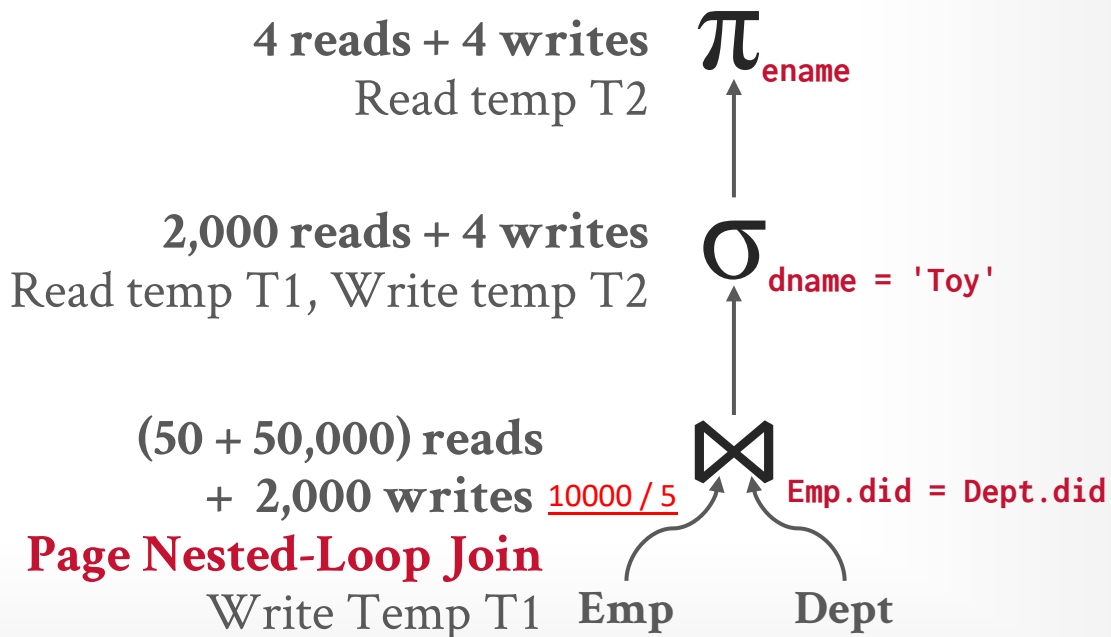 4 reads + 4 writes
π ename
Read temp T2
2,000 reads + 4 writes
σ dname = 'Toy'
Read temp T1, Write temp T2
(50 + 50,000) reads
+ 2,000 writes 10000 / 5
⋈ Emp.did = Dept.did
Page Nested-Loop Join
Write Temp T1
Emp
Dept